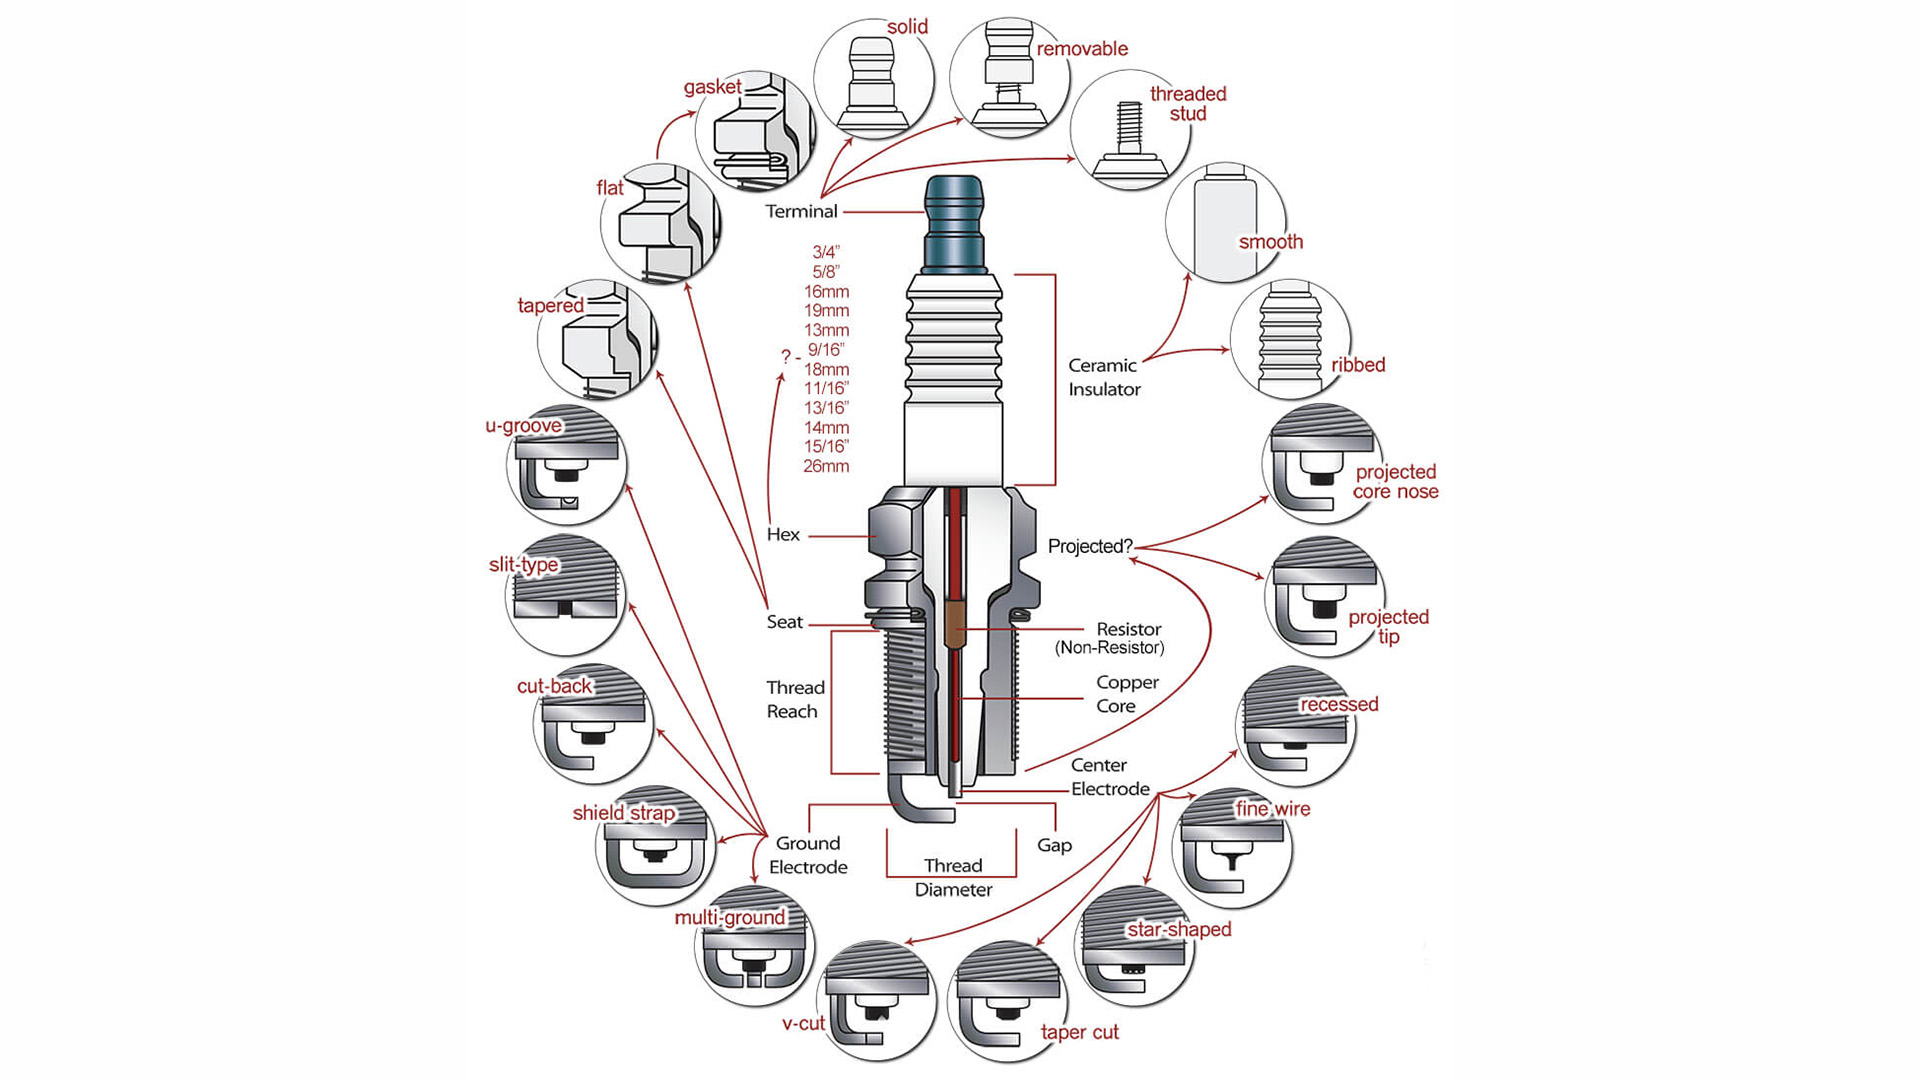 solid
removable
gasket
threaded
stud
flat
Terminal
smooth
3/4"
5/8"
16mm
19mm
13mm
? - 9/16"
18mm
11/16"
13/16"
14mm
15/16"
26mm
tapered
Ceramic
Insulator
ribbed
u-groove
projected
core nose
Hex
Projected?
slit-type
projected
tip
Seat
Resistor
(Non-Resistor)
cut-back
Thread
Reach
Copper
Core
recessed
Center
Electrode
shield strap
fine wire
Ground
Electrode
Gap
Thread
Diameter
multi-ground
star-shaped
v-cut
taper cut